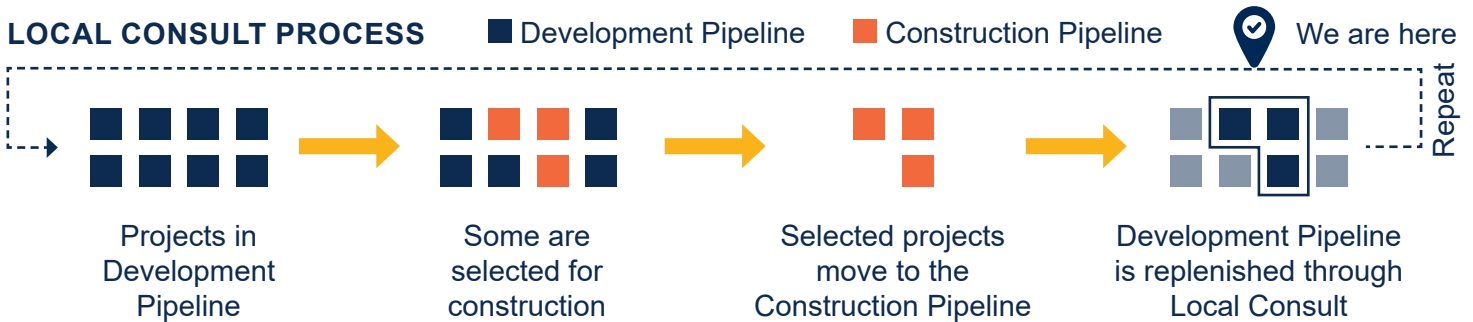 LOCAL CONSULT PROCESS
Development Pipeline
Construction Pipeline
We are here
Repeat
Projects in
Development
Pipeline
Some are
selected for
construction
Selected projects
move to the
Construction Pipeline
Development Pipeline
is replenished through
Local Consult